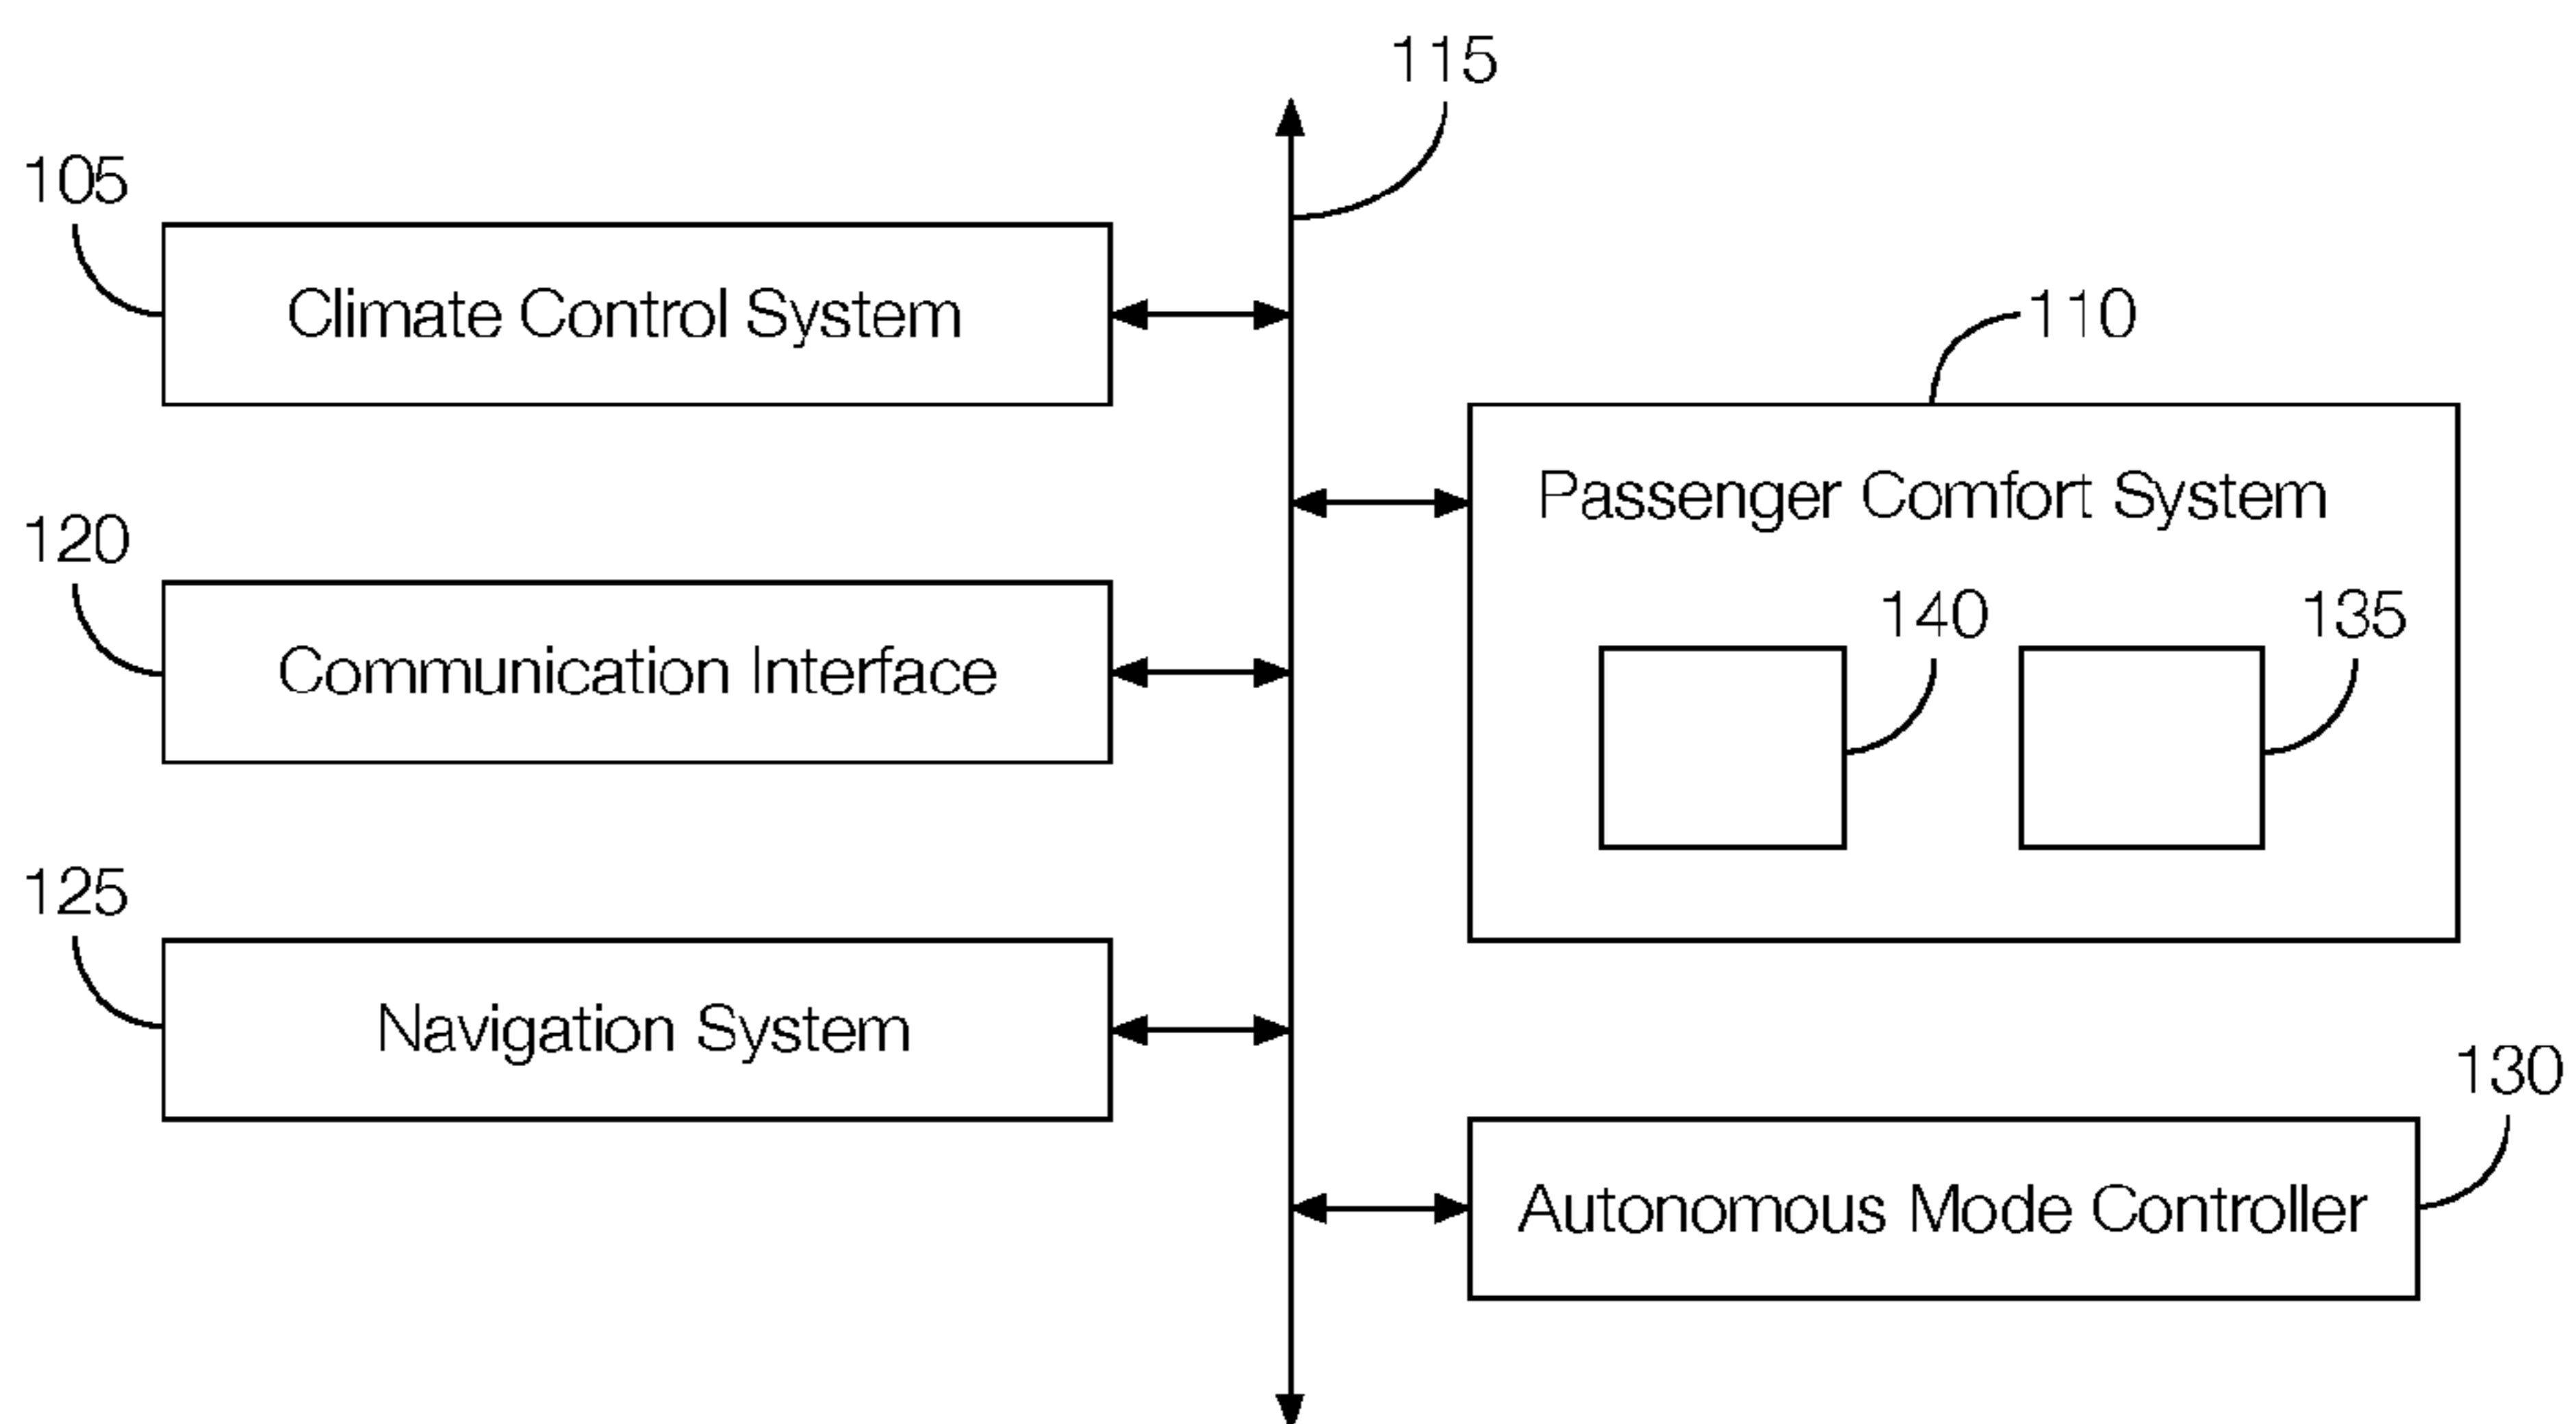 115
105
Climate Control System
110
Passenger Comfort System
120
Communication Interface
140
135
125
Navigation System
130
Autonomous Mode Controller